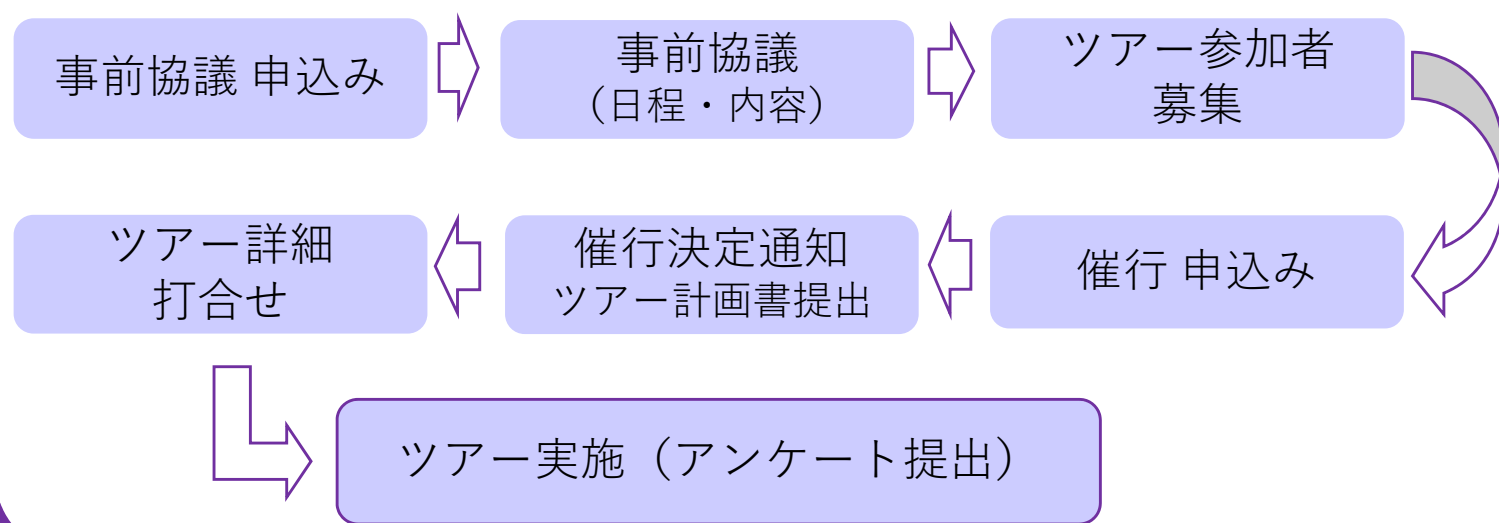 事前協議 申込み
事前協議
（日程・内容）
ツアー参加者
募集
催行 申込み
催行決定通知
ツアー計画書提出
ツアー詳細
打合せ
ツアー実施（アンケート提出）